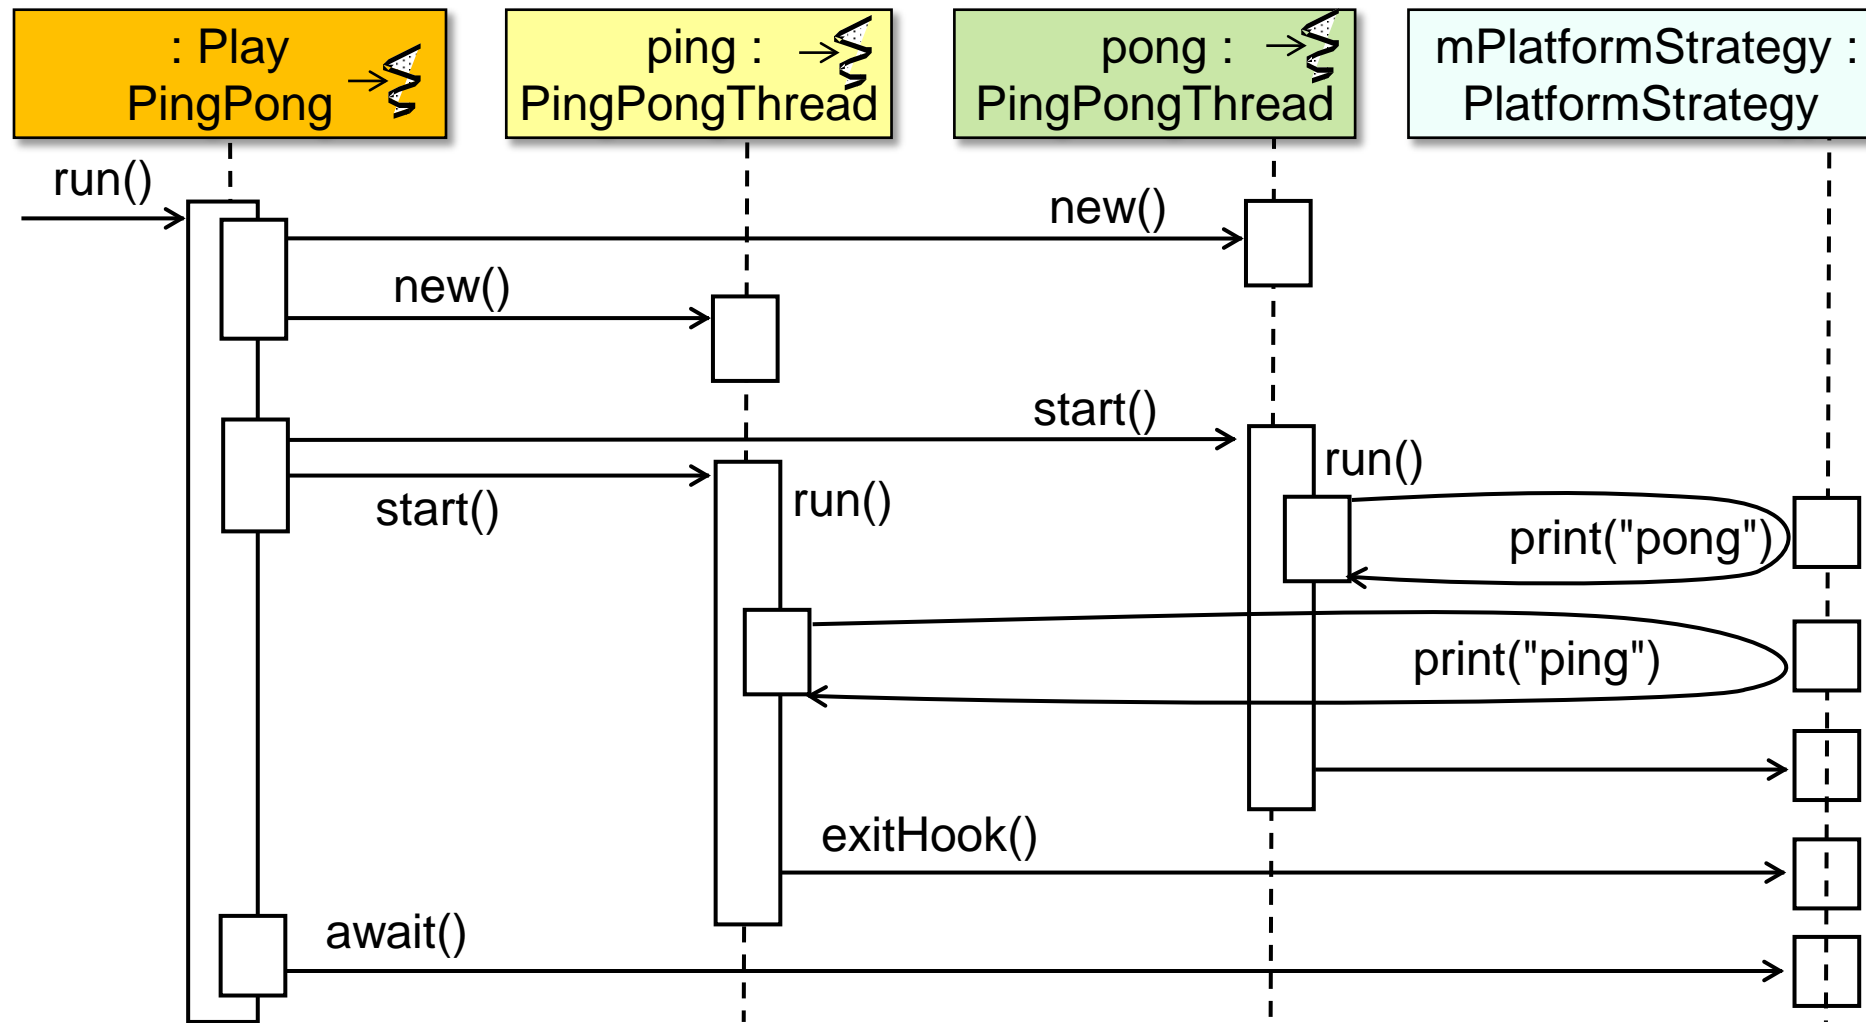 : Play
PingPong
ping :
PingPongThread
pong :
PingPongThread
mPlatformStrategy :
PlatformStrategy
run()
new()
new()
start()
start()
run()
run()
print("pong")
print("ping")
exitHook()
await()